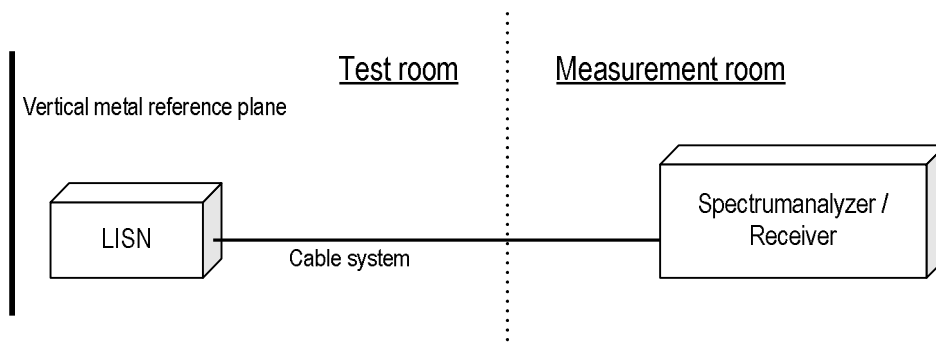 Test room
Measurement room
Vertical metal reference plane
LISN
Cable system
Spectrumanalyzer /
Receiver